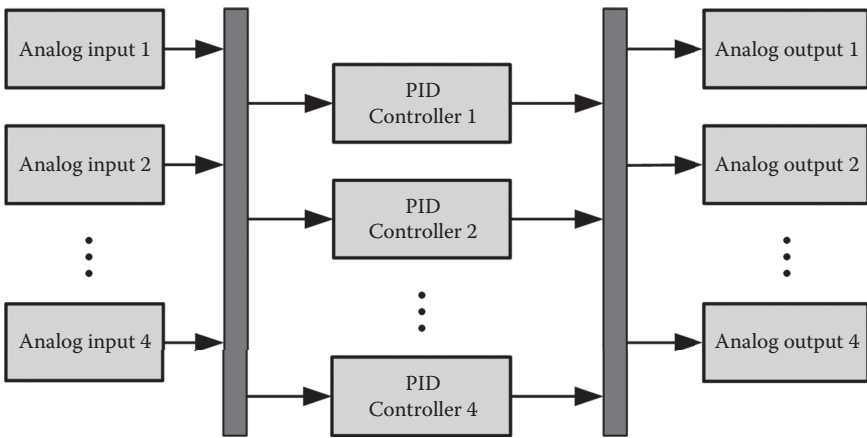 Analog input 1
Analog input 2
Analog input 4
PID
Controller 1
PID
Controller 2
PID
Controller 4
Analog output 1
Analog output 2
Analog output 4